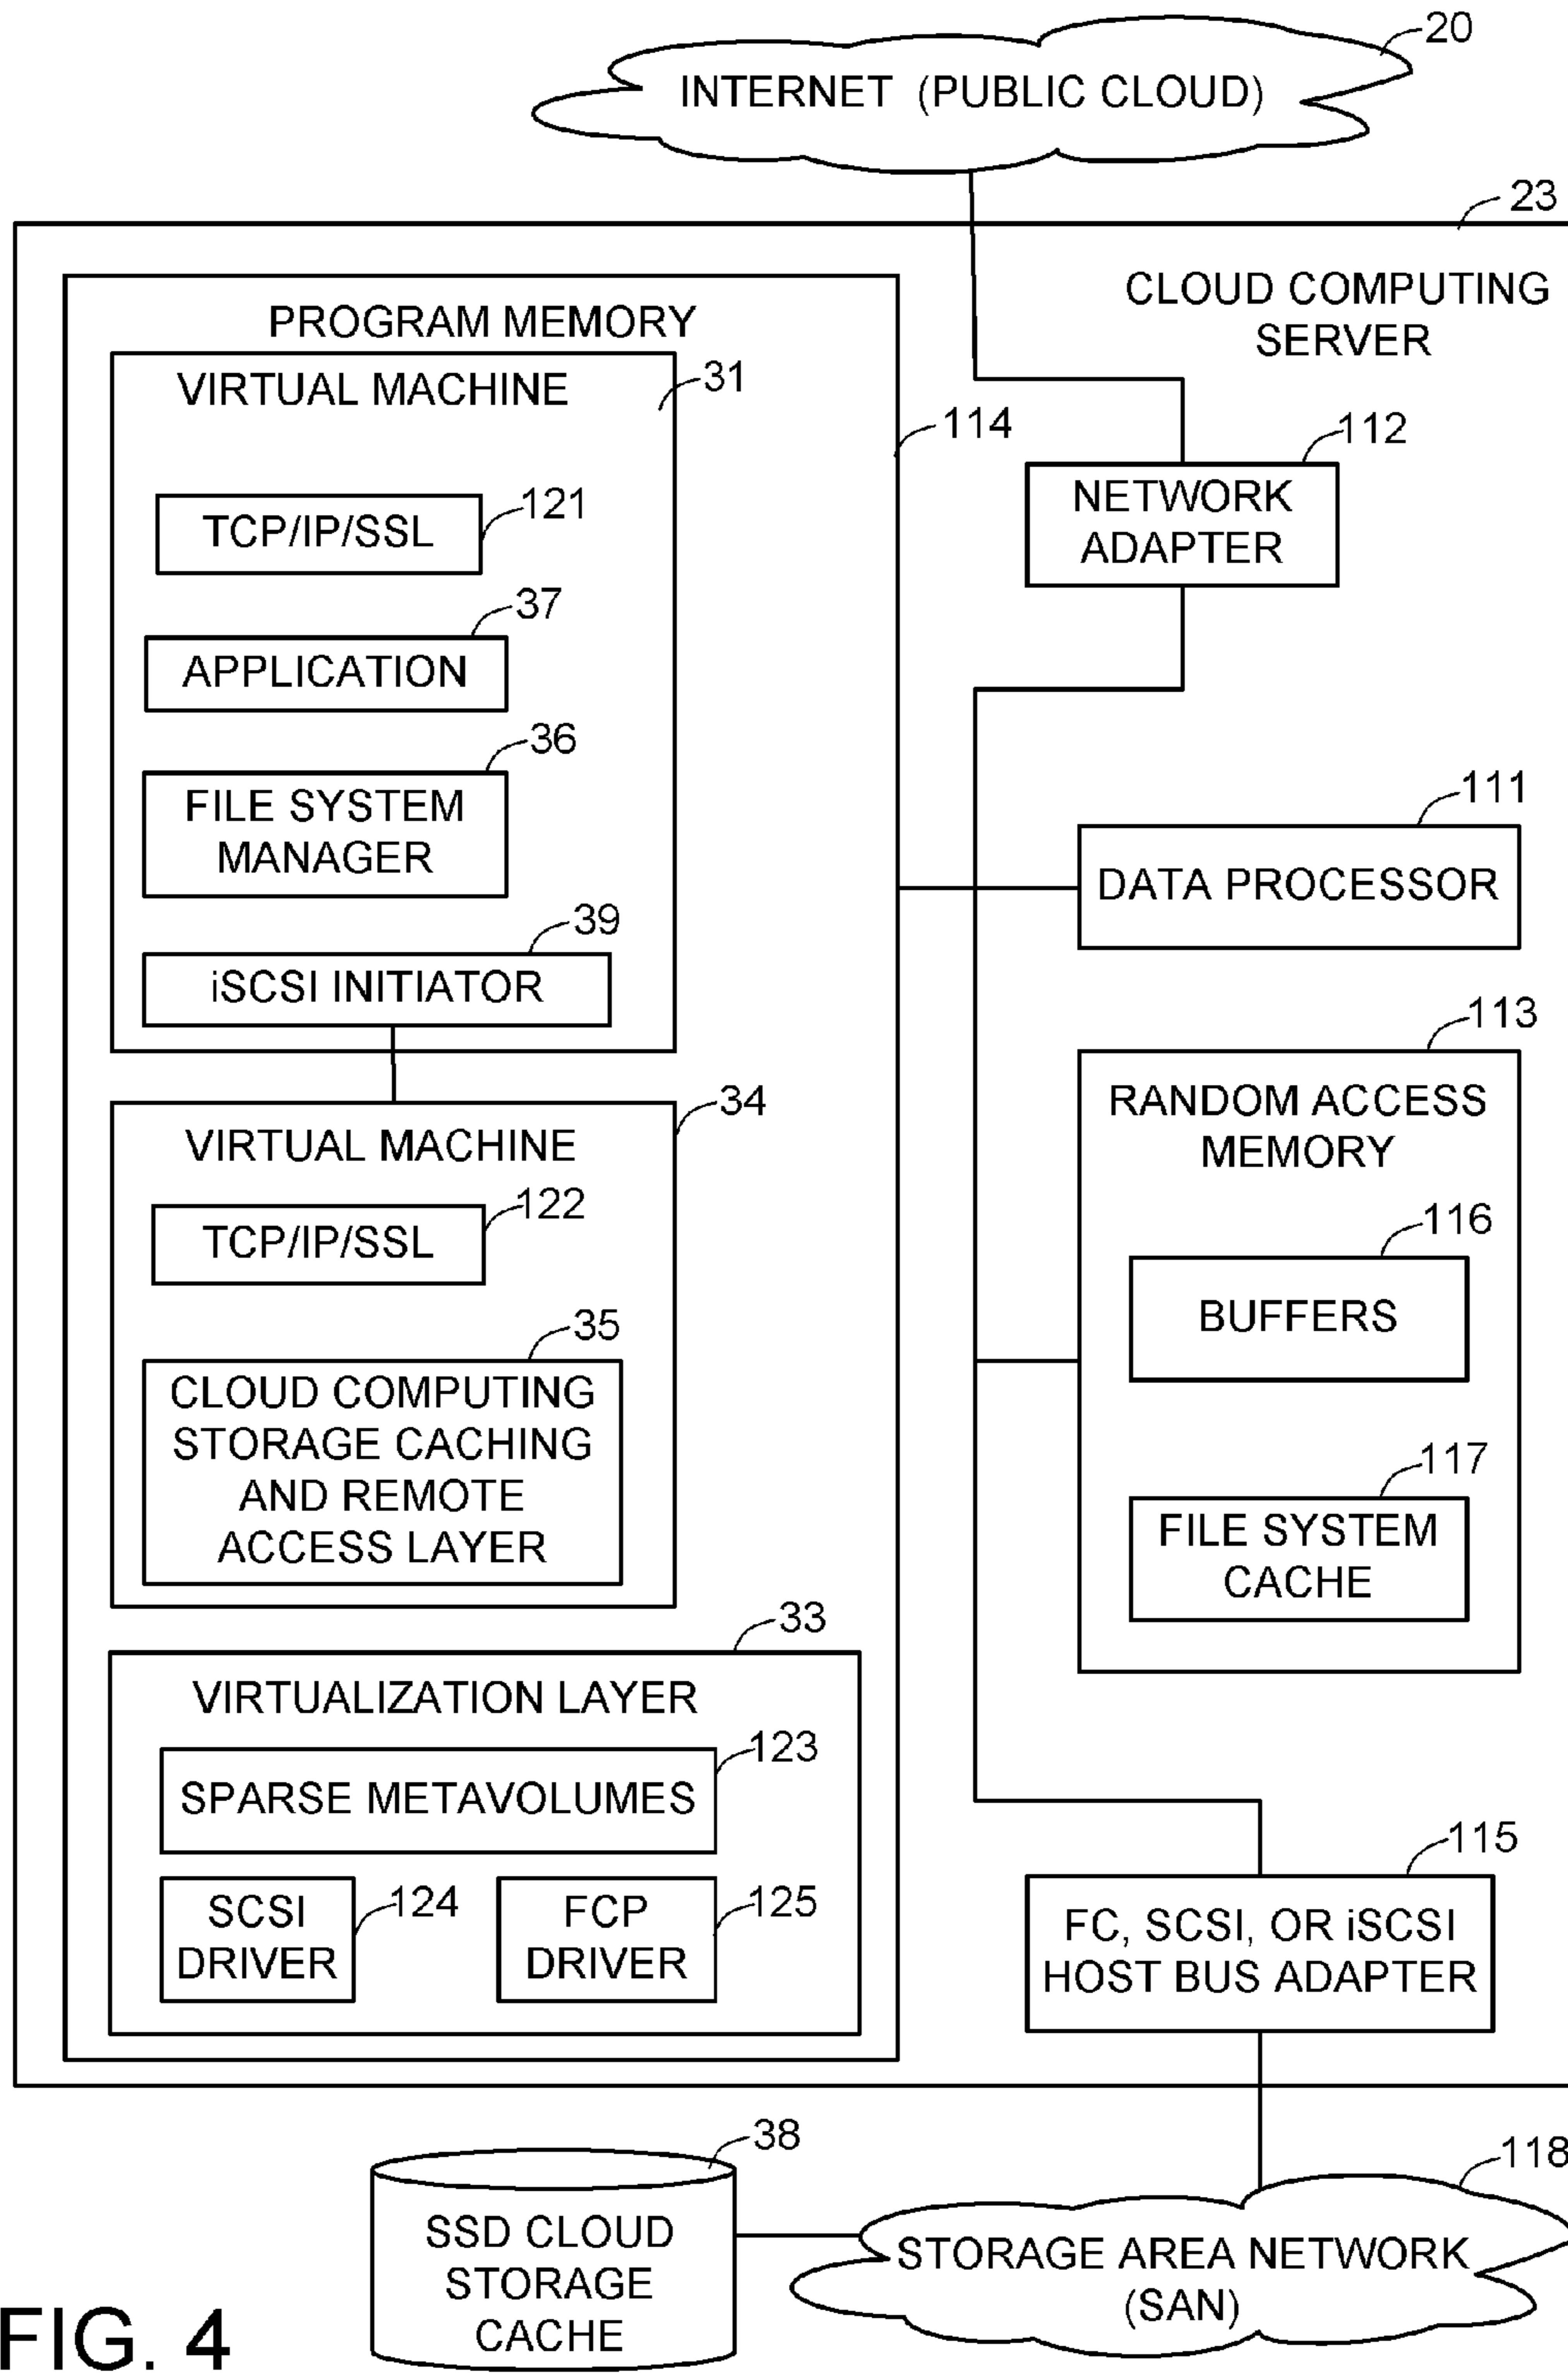 20
INTERNET (PUBLIC CLOUD)
23
CLOUD COMPUTING
SERVER
PROGRAM MEMORY
114
VIRTUAL MACHINE
31
TCP/IP/SSL
121
37
APPLICATION
36
FILE SYSTEM
MANAGER
39
iSCSI INITIATOR
34
VIRTUAL MACHINE
122
TCP/IP/SSL
35
CLOUD COMPUTING
STORAGE CACHING
AND REMOTE
ACCESS LAYER
33
VIRTUALIZATION LAYER
123
SPARSE METAVOLUMES
SCSI
DRIVER
124
FCP
DRIVER
125
112
NETWORK
ADAPTER
111
DATA PROCESSOR
113
RANDOM ACCESS
MEMORY
116
BUFFERS
117
FILE SYSTEM
CACHE
115
FC, SCSI, OR iSCSI
HOST BUS ADAPTER
38
SSD CLOUD
STORAGE
CACHE
118
STORAGE AREA NETWORK
(SAN)
FIG. 4